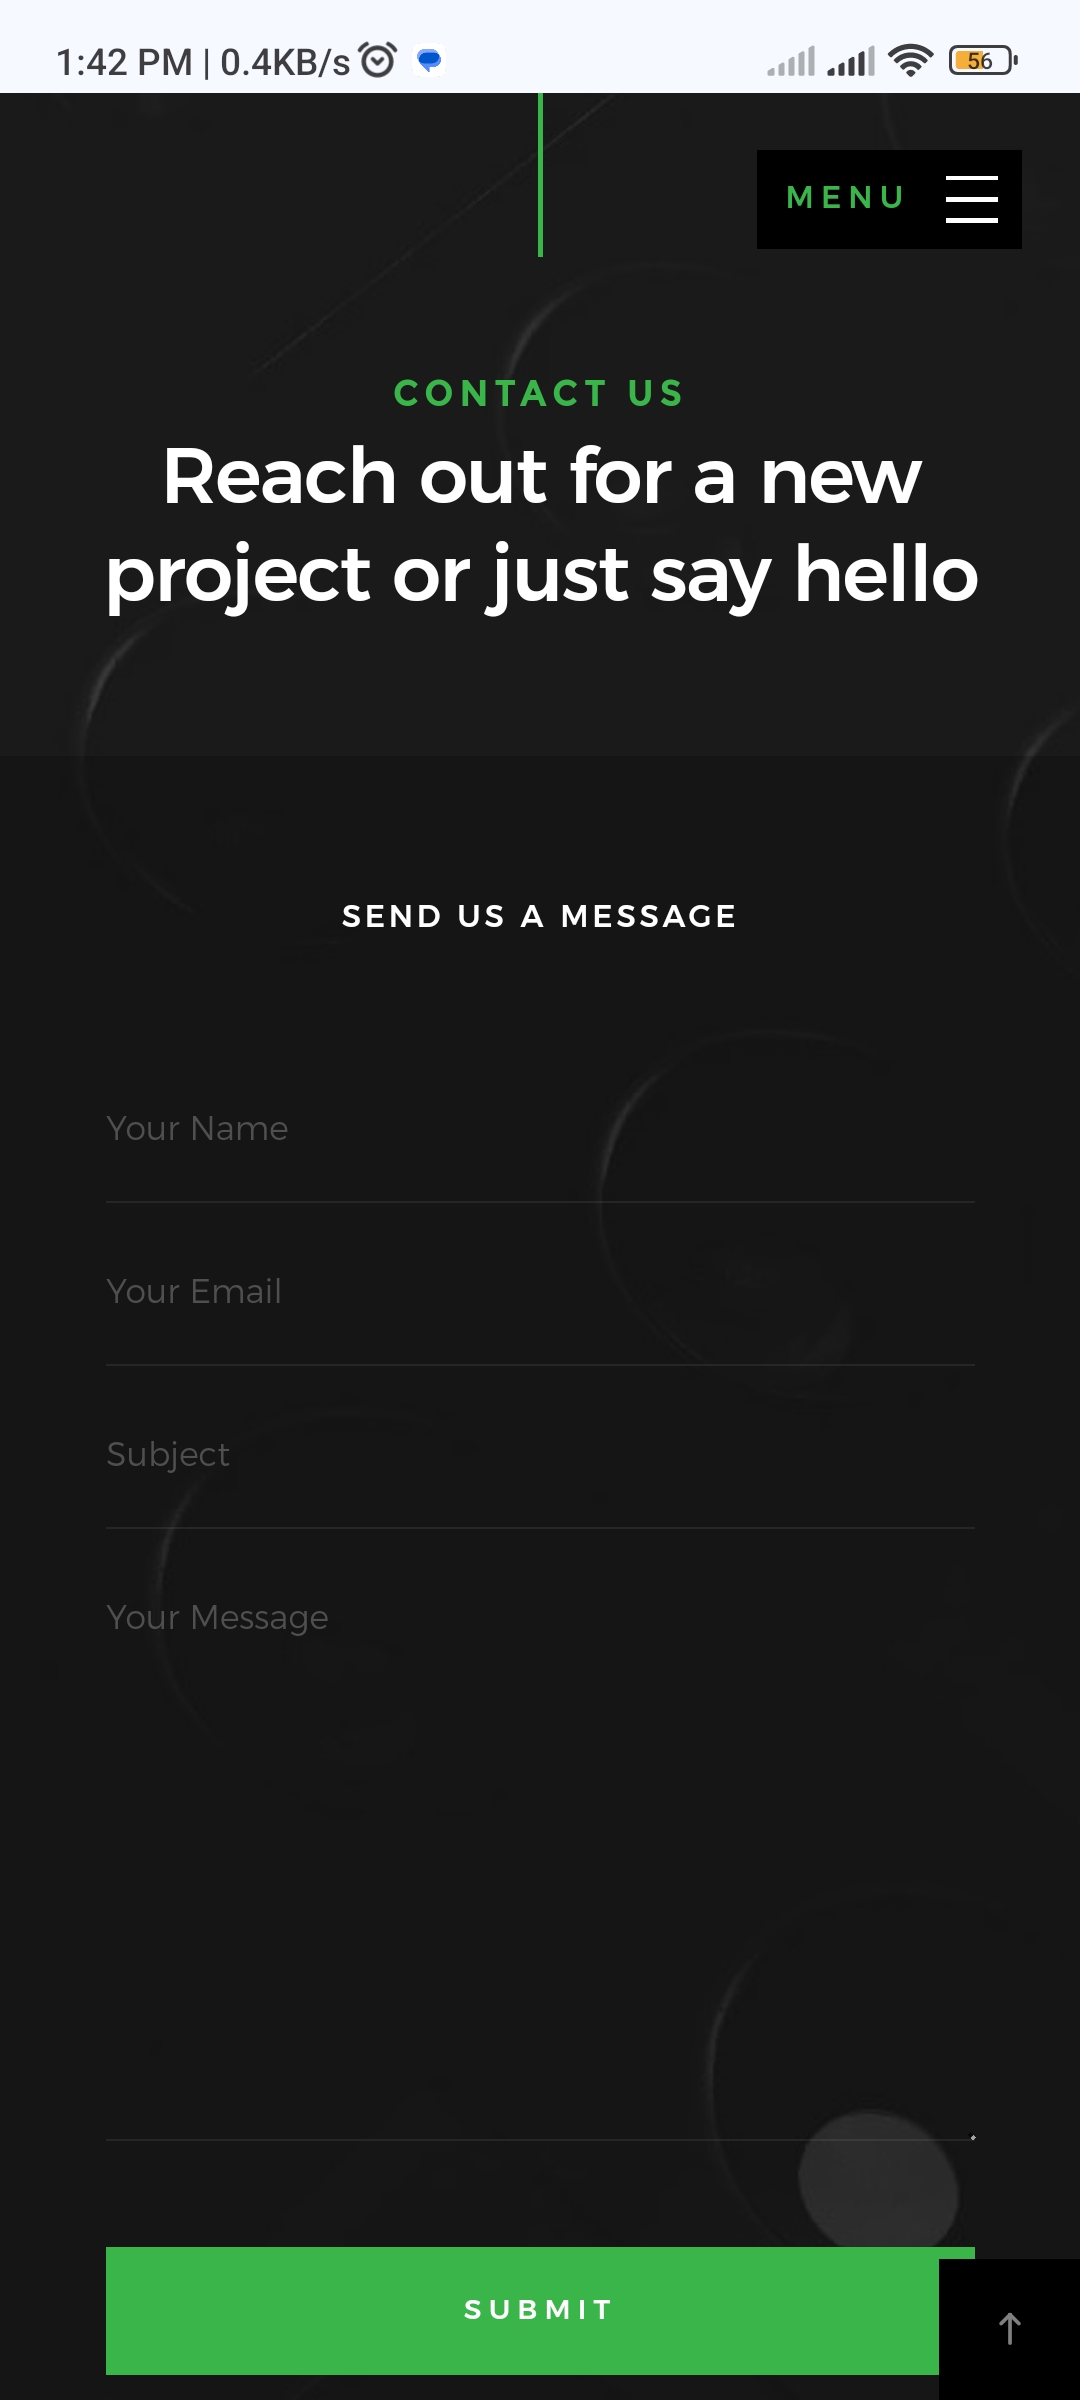 1:42 PM | 0.4KB/s
56
MENU
CONTACT US
Reach out for a new
project or just say hello
SEND US A MESSAGE
Your Name
Your Email
Subject
Your Message
SUBMIT